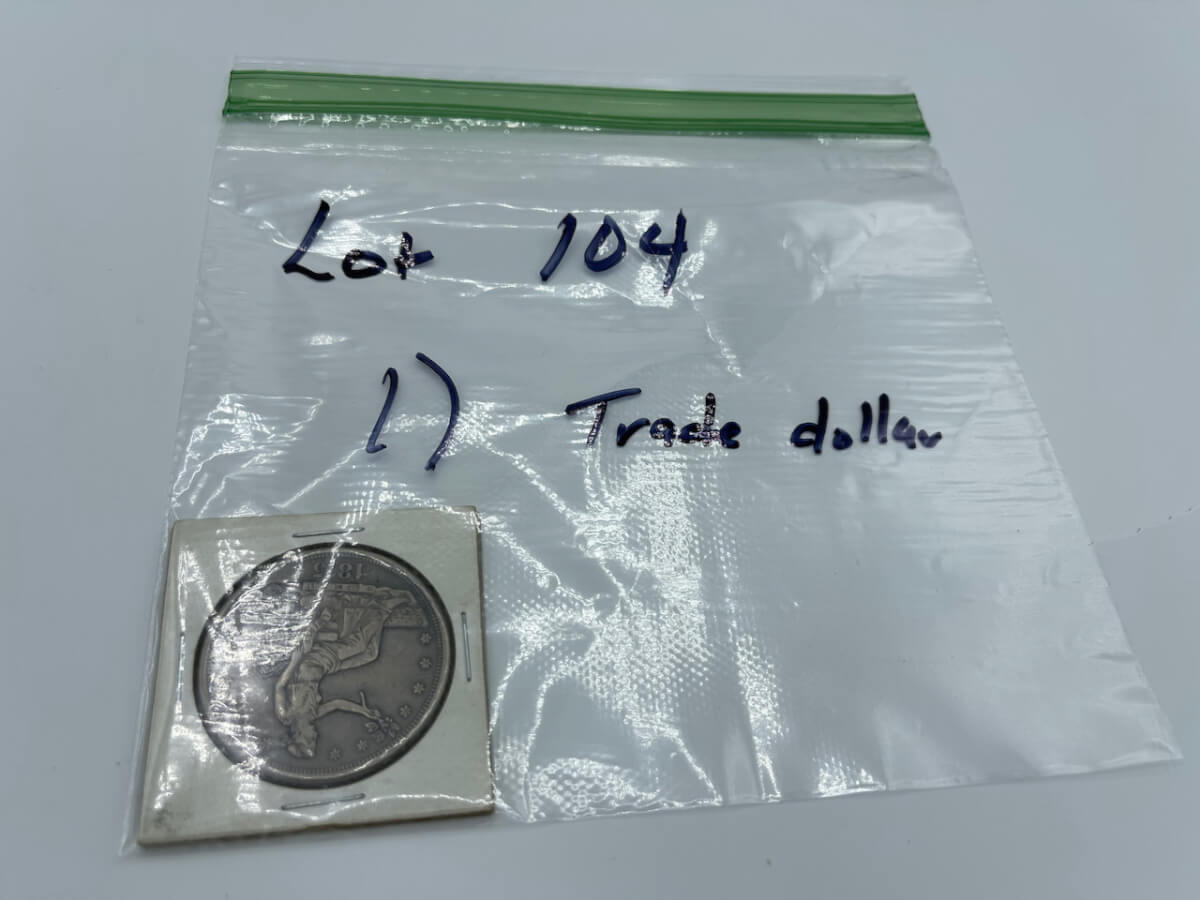 Lot 104
1) Trade dollar